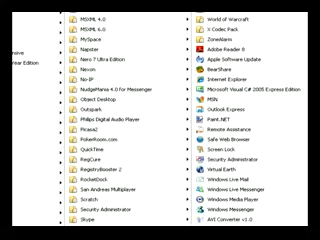 MSXML 4.0
MSXML 6.0
MySpace
Napster
Nero 7 Ultra Edition
Nexon
No-IP
NudgeMania 4.0 for Messenger
Object Desktop
Outspark
Philips Digital Audio Player
Picasa2
PokerRoom.com
QuickTime
RegCure
RegistryBooster 2
RocketDock
San Andreas Multiplayer
Scratch
Security Administrator
Skype
World of Warcraft
X Codec Pack
ZoneAlarm
Adobe Reader 8
Apple Software Update
BearShare
Internet Explorer
Microsoft Visual C# 2005 Express Edition
MSN
Outlook Express
Paint.NET
Remote Assistance
Safe Web Browser
Screen Lock
Security Administrator
Virtual Earth
Windows Live Mail
Windows Live Messenger
Windows Media Player
Windows Messenger
AVI Converter v1.0